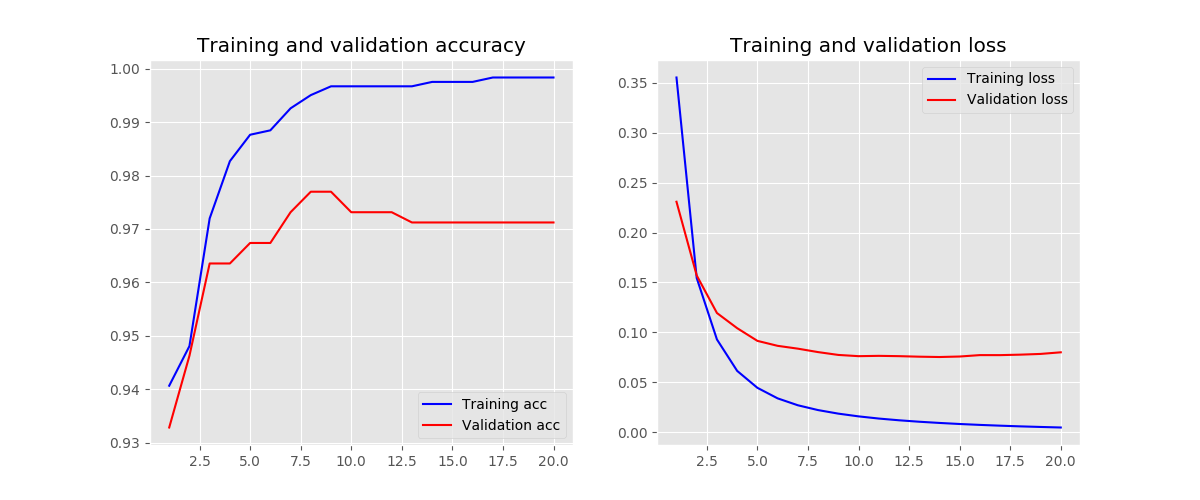 Training and validation accuracy
1.00
0.99
0.98
0.97
0.96
0.95
0.94
0.93
Training acc
Validation acc
2.5 5.0 7.5 10.0 12.5 15.0 17.5 20.0
Training and validation loss
Training loss
Validation loss
0.35
0.30
0.25
0.20
0.15
0.10
0.05
0.00
2.5 5.0 7.5 10.0 12.5 15.0 17.5 20.0